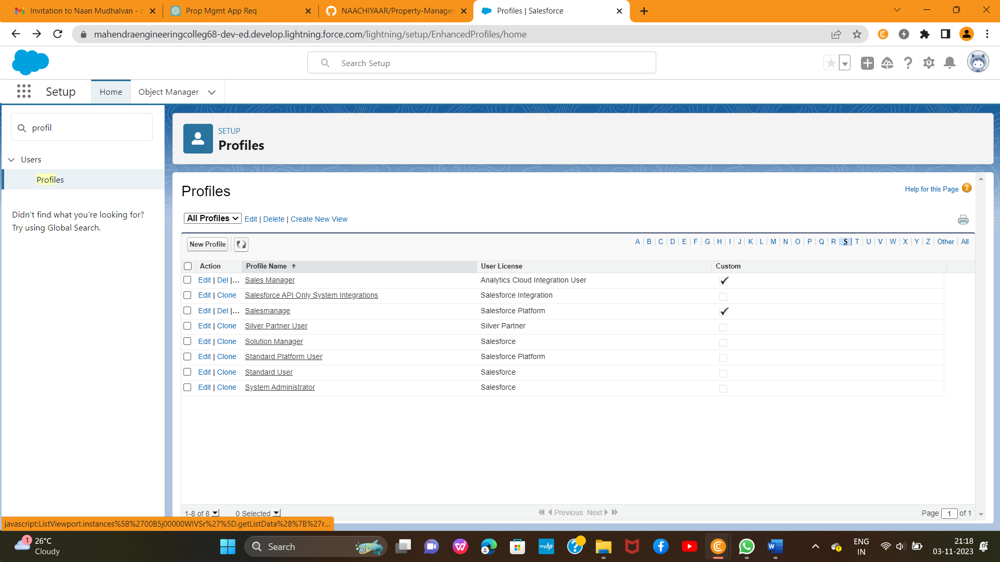 Invitation to Naan Mudhalvan - n
Prop Mgmt App Req
NAACHIYAAR/Property-Managem
Profiles | Salesforce
mahendraengineeringcolleg68-dev-ed.develop.lightning.force.com/lightning/setup/EnhancedProfiles/home
Search Setup
Setup
Home
Object Manager
profil
Users
Profiles
Didn't find what you're looking for?
Try using Global Search.
SETUP
Profiles
Profiles
Help for this Page ?
All Profiles Edit | Delete | Create New View
New Profile
A | B | C | D | E | F | G | H | I | J | K | L | M | N | O | P | Q | R | S | T | U | V | W | X | Y | Z | Other | All
Action Profile Name ↑ User License Custom
Edit | Del |... Sales Manager Analytics Cloud Integration User ✓
Edit | Clone Salesforce API Only System Integrations Salesforce Integration
Edit | Del |... Salesmanage Salesforce Platform ✓
Edit | Clone Silver Partner User Silver Partner
Edit | Clone Solution Manager Salesforce
Edit | Clone Standard Platform User Salesforce Platform
Edit | Clone Standard User Salesforce
Edit | Clone System Administrator Salesforce
1-8 of 8 0 Selected Previous Next Page 1 of 1
javascript:ListViewport.instances%5B%2700B5j00000WIVSr%27%5D.getListData%28%7B%27r...
1
26°C
Cloudy
Search
myhp
ENG
IN
21:18
03-11-2023